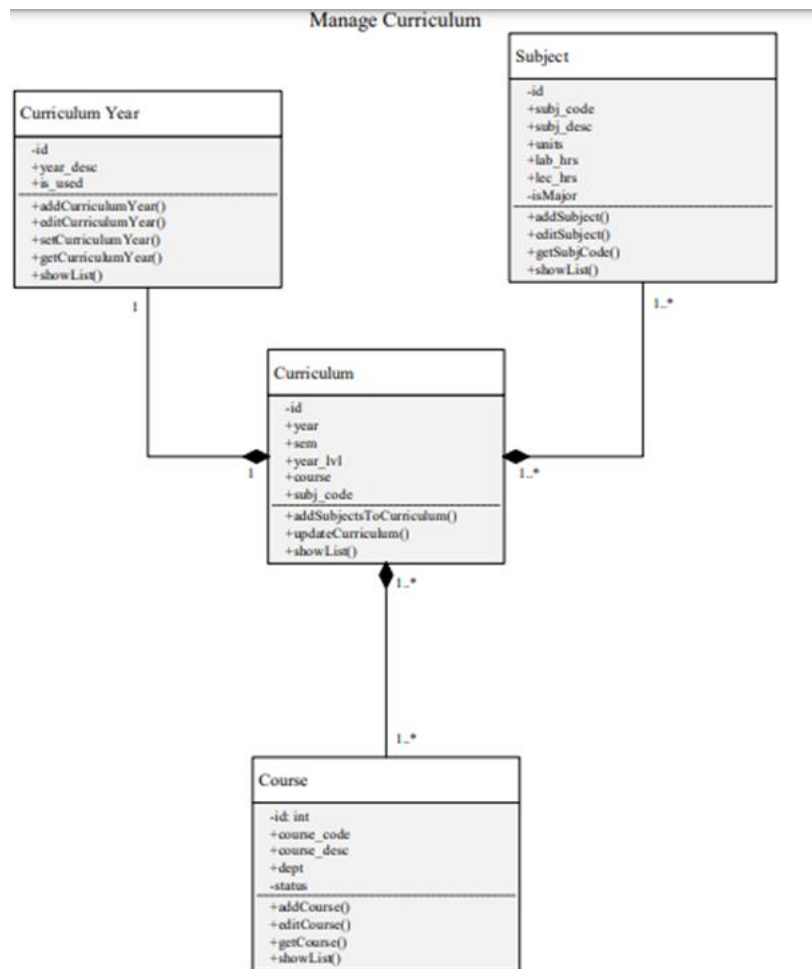 Manage Curriculum
Curriculum Year
-id
+year_desc
+is_used
+addCurriculumYear()
+editCurriculumYear()
+setCurriculumYear()
+getCurriculumYear()
+showList()
1
Subject
-id
+subj_code
+subj_desc
+units
+lab_hrs
+lec_hrs
-isMajor
+addSubject()
+editSubject()
+getSubjCode()
+showList()
1..*
Curriculum
-id
+year
+sem
+year_lvl
+course
+subj_code
+addSubjectsToCurriculum()
+updateCurriculum()
+showList()
1
1..*
1..*
1..*
Course
-id: int
+course_code
+course_desc
+dept
-status
+addCourse()
+editCourse()
+getCourse()
+showList()